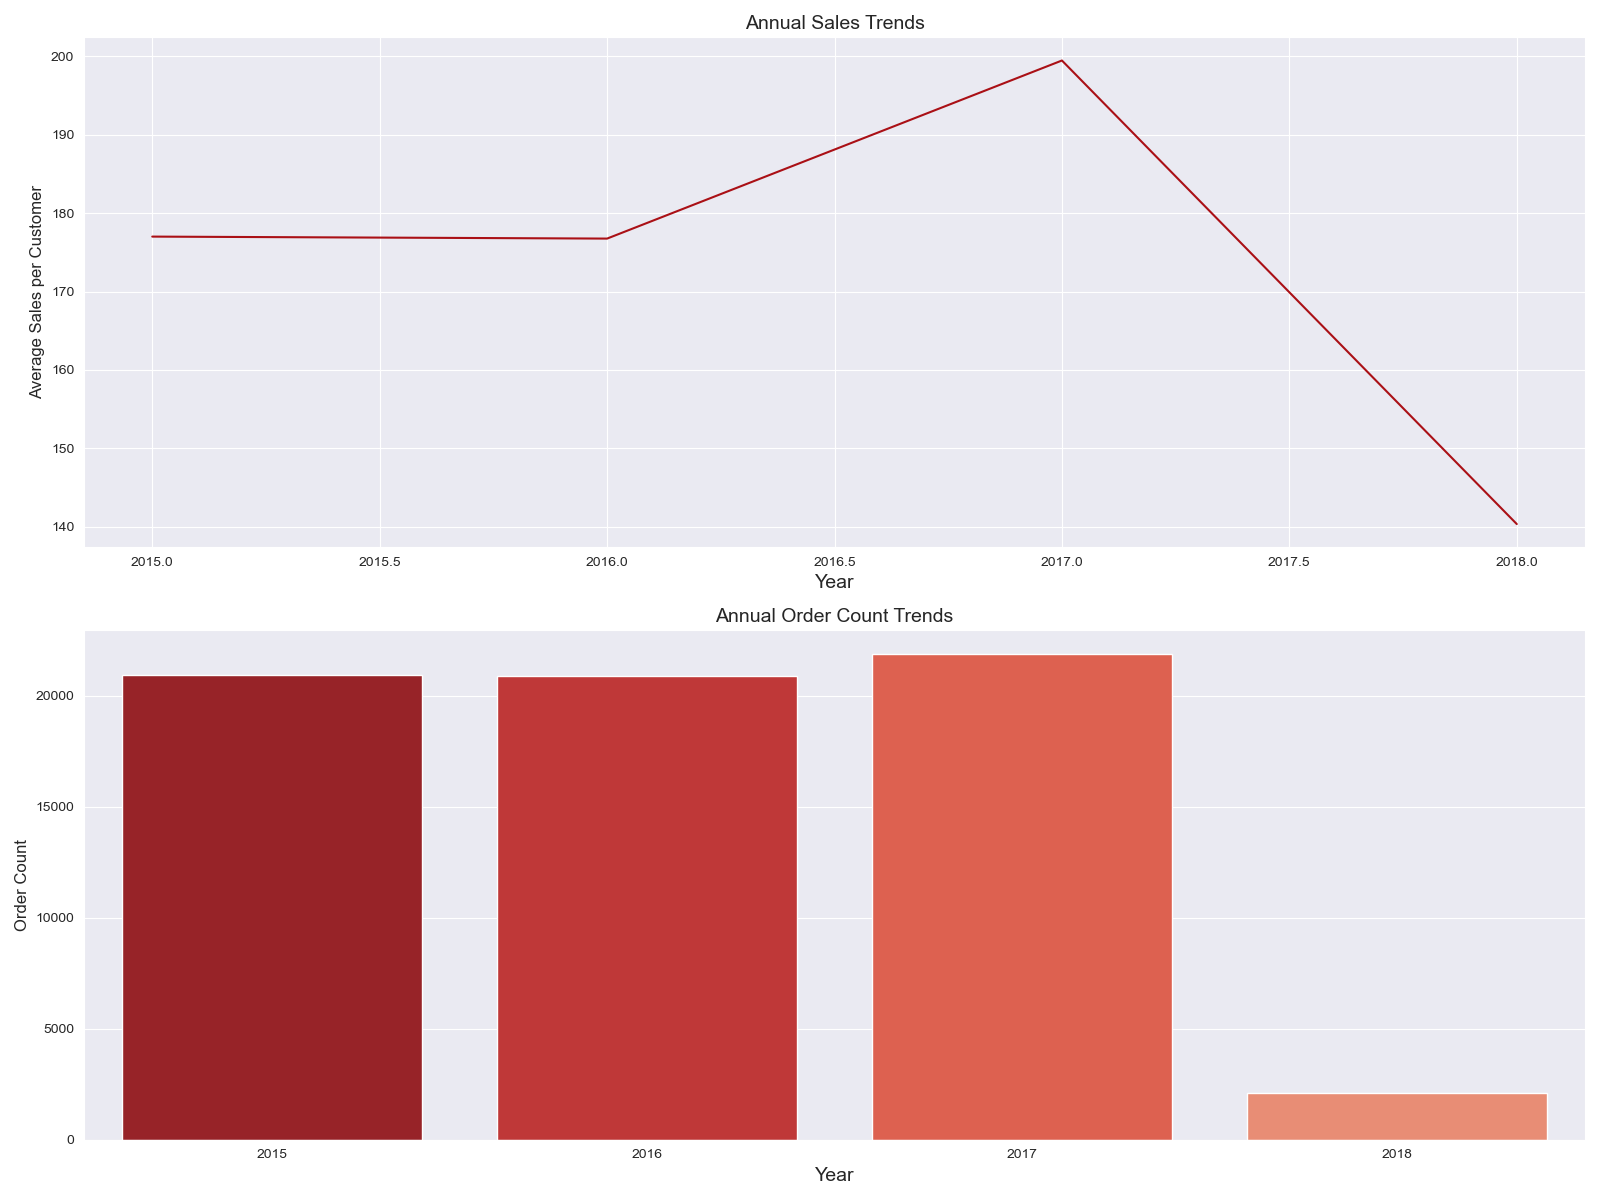 Annual Sales Trends
Average Sales per Customer
200
190
180
170
160
150
140
2015.0 2015.5 2016.0 2016.5 2017.0 2017.5 2018.0
Year
Annual Order Count Trends
Order Count
20000
15000
10000
5000
0
2015 2016 2017 2018
Year